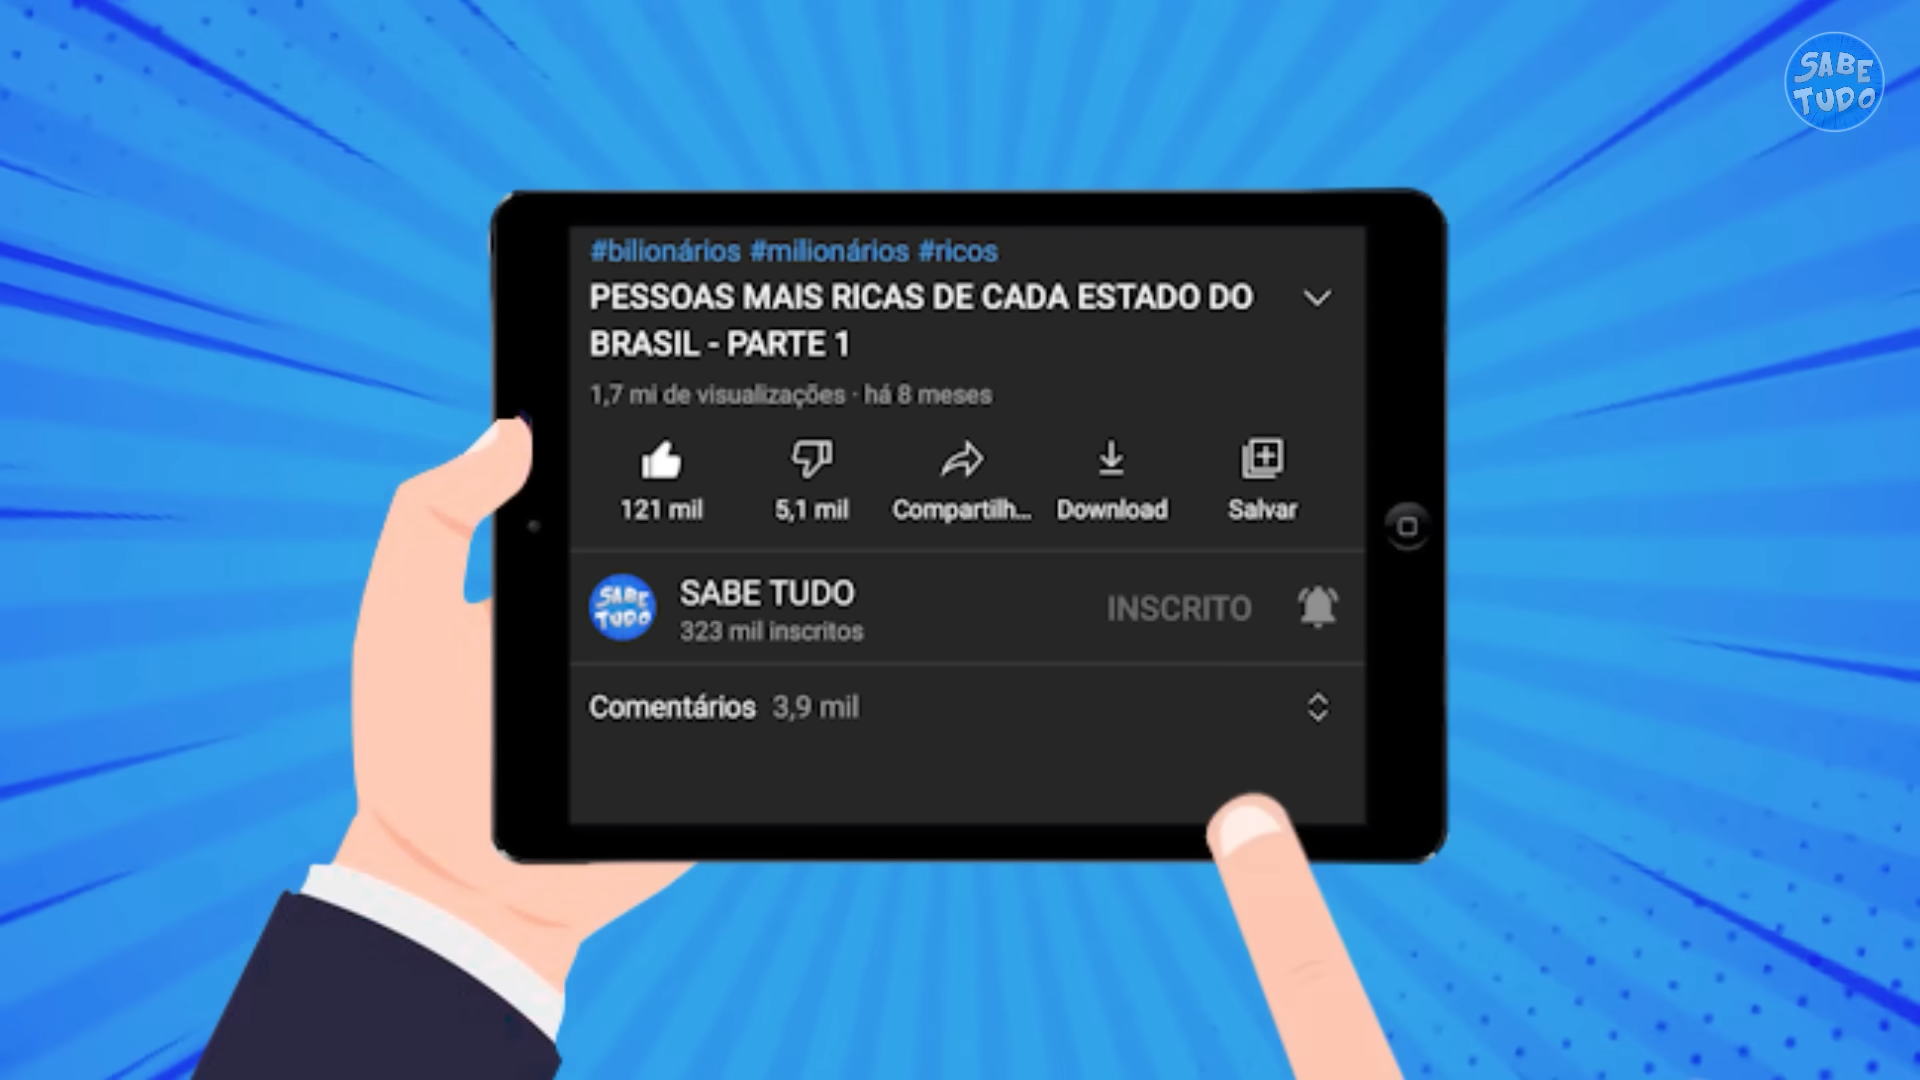 SABE
TUDO
#bilionários #milionários #ricos
PESSOAS MAIS RICAS DE CADA ESTADO DO
BRASIL - PARTE 1
1,7 mi de visualizações · há 8 meses
121 mil
5,1 mil
Compartilh...
Download
Salvar
SABE
TUDO
SABE TUDO
323 mil inscritos
INSCRITO
Comentários 3,9 mil